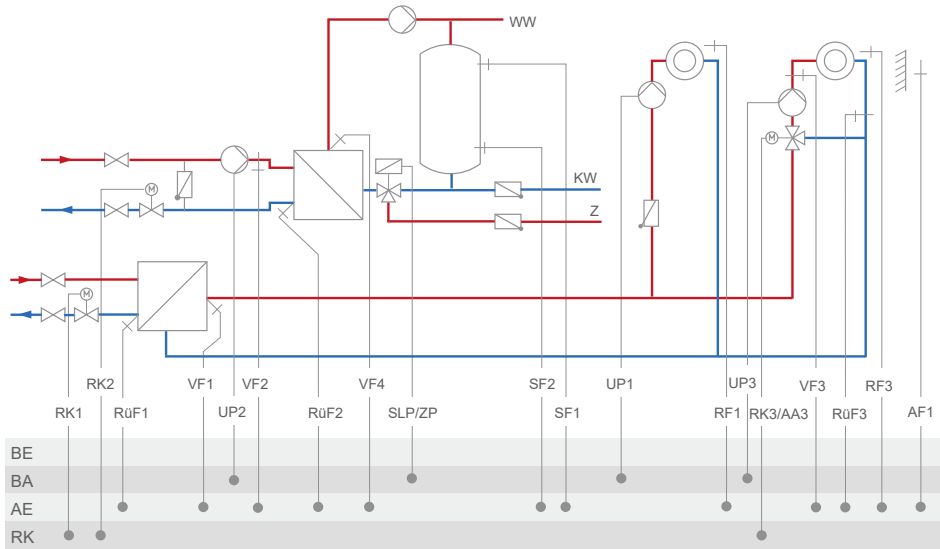 WW
KW
Z
M
M
M
RK2 VF1 VF2 VF4 SF2 UP1 UP3 VF3 RF3
RK1 RüF1 UP2 RüF2 SLP/ZP SF1 RF1 RK3/AA3 RüF3 AF1
BE
BA
AE
RK